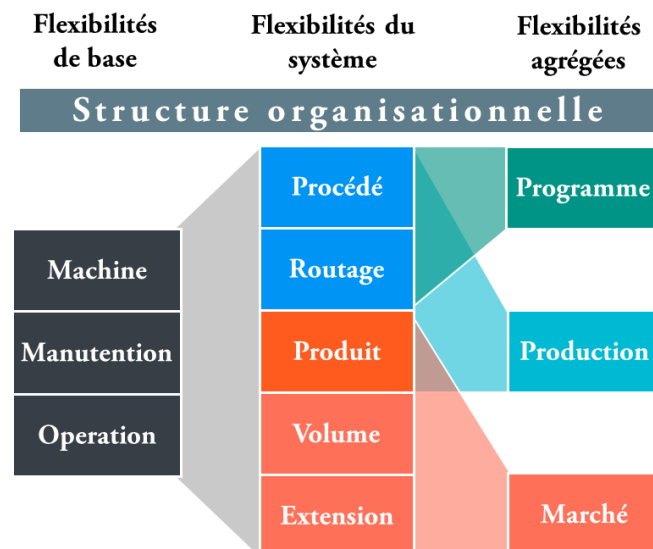 Flexibilités
de base
Flexibilités du
système
Flexibilités
agrégées
Structure organisationnelle
Procédé
Programme
Machine
Routage
Manutention
Produit
Production
Operation
Volume
Extension
Marché